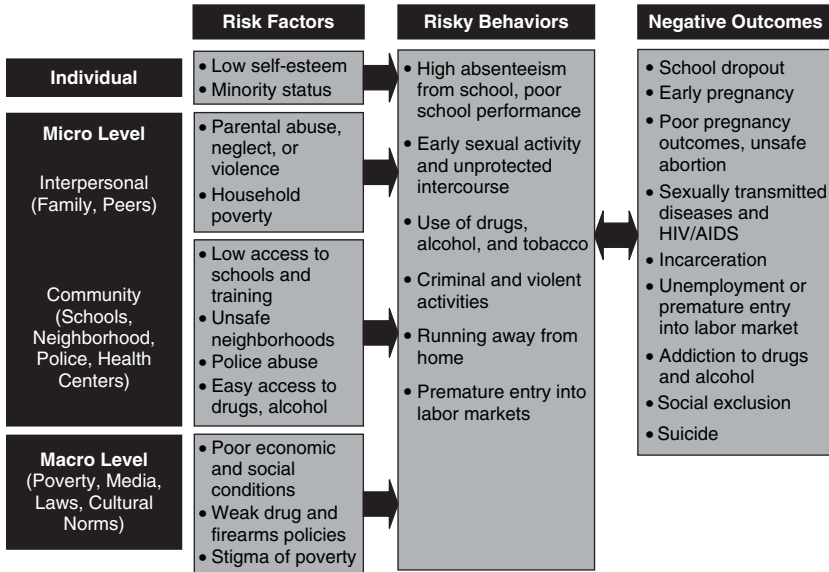 Risk Factors
Risky Behaviors
Negative Outcomes
Individual
• Low self-esteem
• Minority status
Micro Level
Interpersonal
(Family, Peers)
• Parental abuse,
neglect, or
violence
• Household
poverty
Community
(Schools,
Neighborhood,
Police, Health
Centers)
• Low access to
schools and
training
• Unsafe
neighborhoods
• Police abuse
• Easy access to
drugs, alcohol
Macro Level
(Poverty, Media,
Laws, Cultural
Norms)
• Poor economic
and social
conditions
• Weak drug and
firearms policies
• Stigma of poverty
• High absenteeism
from school, poor
school performance
• Early sexual activity
and unprotected
intercourse
• Use of drugs,
alcohol, and tobacco
• Criminal and violent
activities
• Running away from
home
• Premature entry into
labor markets
• School dropout
• Early pregnancy
• Poor pregnancy
outcomes, unsafe
abortion
• Sexually transmitted
diseases and
HIV/AIDS
• Incarceration
• Unemployment or
premature entry
into labor market
• Addiction to drugs
and alcohol
• Social exclusion
• Suicide